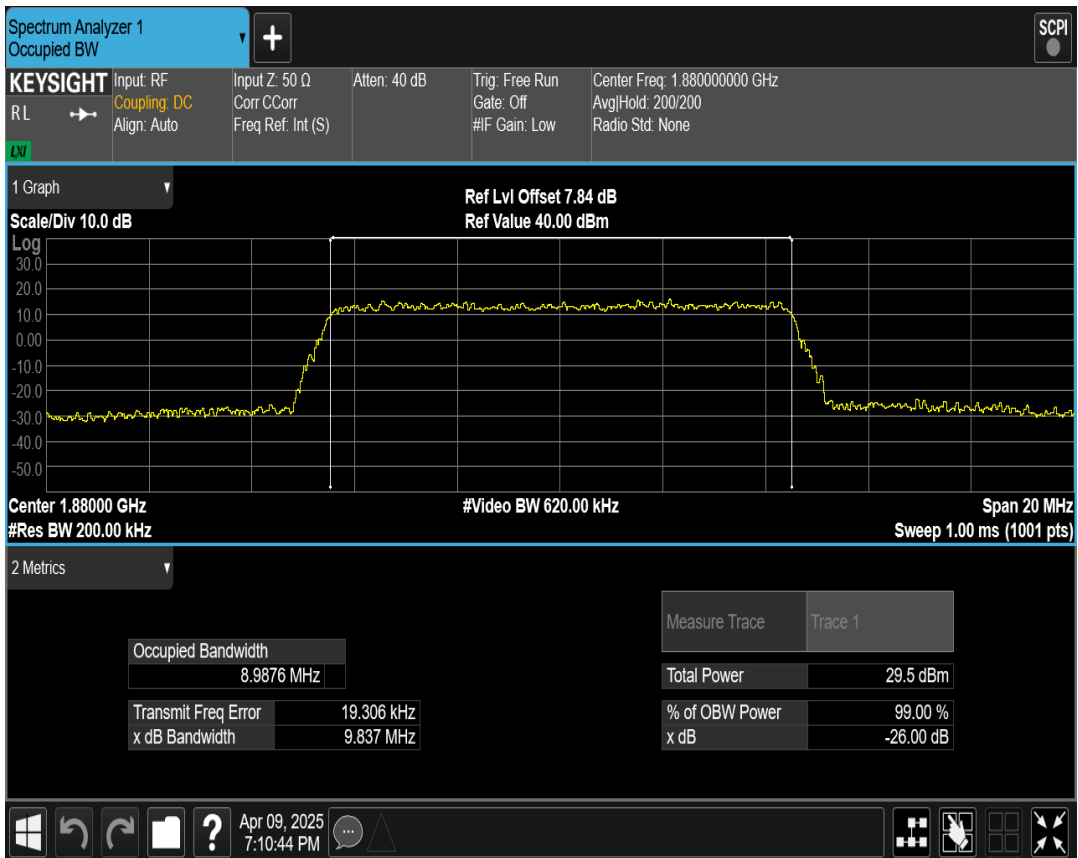 Spectrum Analyzer 1
Occupied BW
+
SCPI
KEYSIGHT
RL
LXI
Input: RF
Coupling: DC
Align: Auto
Input Z: 50 Ω
Corr CCorr
Freq Ref: Int (S)
Atten: 40 dB
Trig: Free Run
Gate: Off
#IF Gain: Low
Center Freq: 1.880000000 GHz
Avg|Hold: 200/200
Radio Std: None
1 Graph
Scale/Div 10.0 dB
Ref Lvl Offset 7.84 dB
Ref Value 40.00 dBm
Log
30.0
20.0
10.0
0.00
-10.0
-20.0
-30.0
-40.0
-50.0
Center 1.88000 GHz
#Video BW 620.00 kHz
Span 20 MHz
#Res BW 200.00 kHz
Sweep 1.00 ms (1001 pts)
2 Metrics
Measure Trace Trace 1
Occupied Bandwidth
8.9876 MHz
Total Power 29.5 dBm
Transmit Freq Error 19.306 kHz
% of OBW Power 99.00 %
x dB Bandwidth 9.837 MHz
x dB -26.00 dB
?
Apr 09, 2025
7:10:44 PM